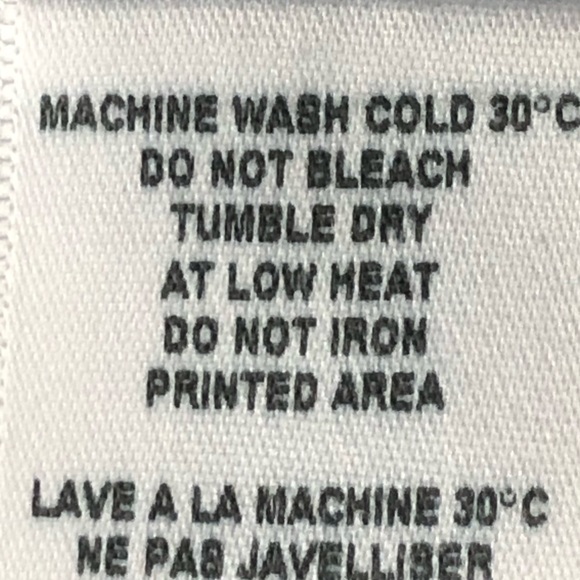 MACHINE WASH COLD 30°C
DO NOT BLEACH
TUMBLE DRY
AT LOW HEAT
DO NOT IRON
PRINTED AREA
LAVE A LA MACHINE 30°C
NE PAS JAVELLISER